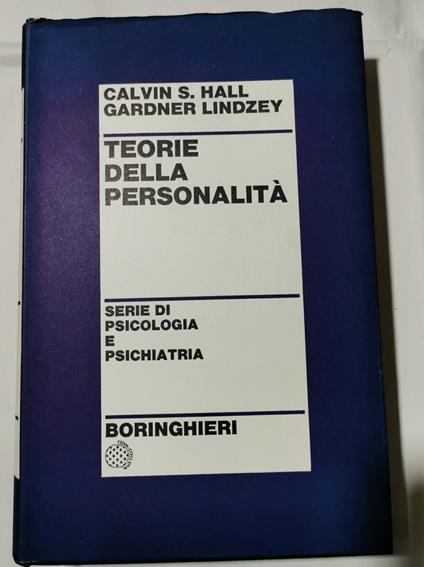 CALVIN S. HALL
GARDNER LINDZEY
TEORIE
DELLA
PERSONALITÀ
SERIE DI
PSICOLOGIA
E
PSICHIATRIA
BORINGHIERI